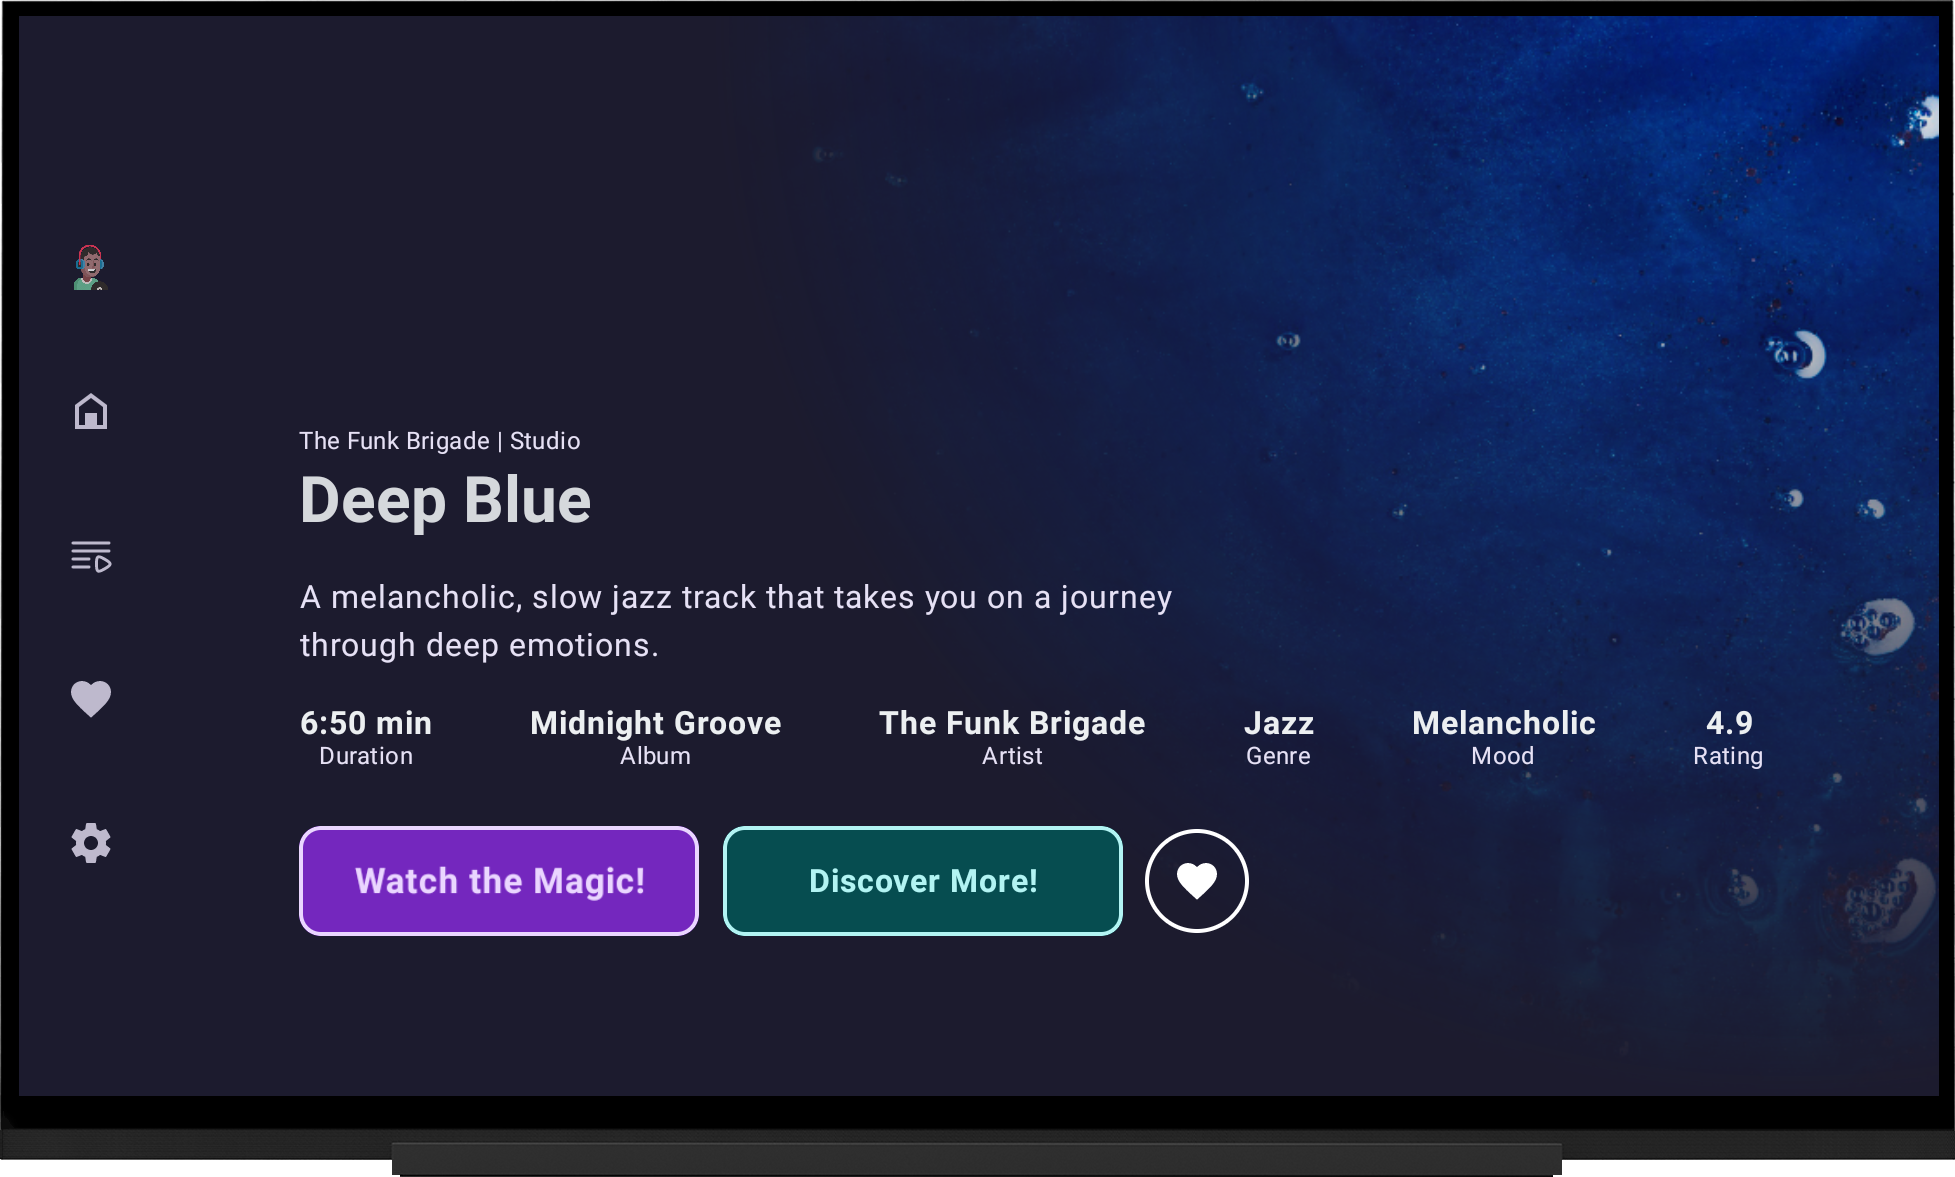 The Funk Brigade | Studio
Deep Blue
A melancholic, slow jazz track that takes you on a journey
through deep emotions.
6:50 min Midnight Groove The Funk Brigade Jazz Melancholic 4.9
Duration Album Artist Genre Mood Rating
Watch the Magic! Discover More!